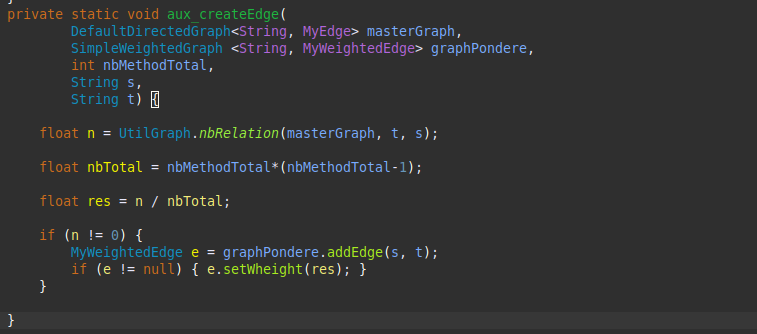 private static void aux_createEdge(
DefaultDirectedGraph<String, MyEdge> masterGraph,
SimpleWeightedGraph <String, MyWeightedEdge> graphPondere,
int nbMethodTotal,
String s,
String t) {
float n = UtilGraph.nbRelation(masterGraph, t, s);
float nbTotal = nbMethodTotal*(nbMethodTotal-1);
float res = n / nbTotal;
if (n != 0) {
MyWeightedEdge e = graphPondere.addEdge(s, t);
if (e != null) { e.setWheight(res); }
}
}